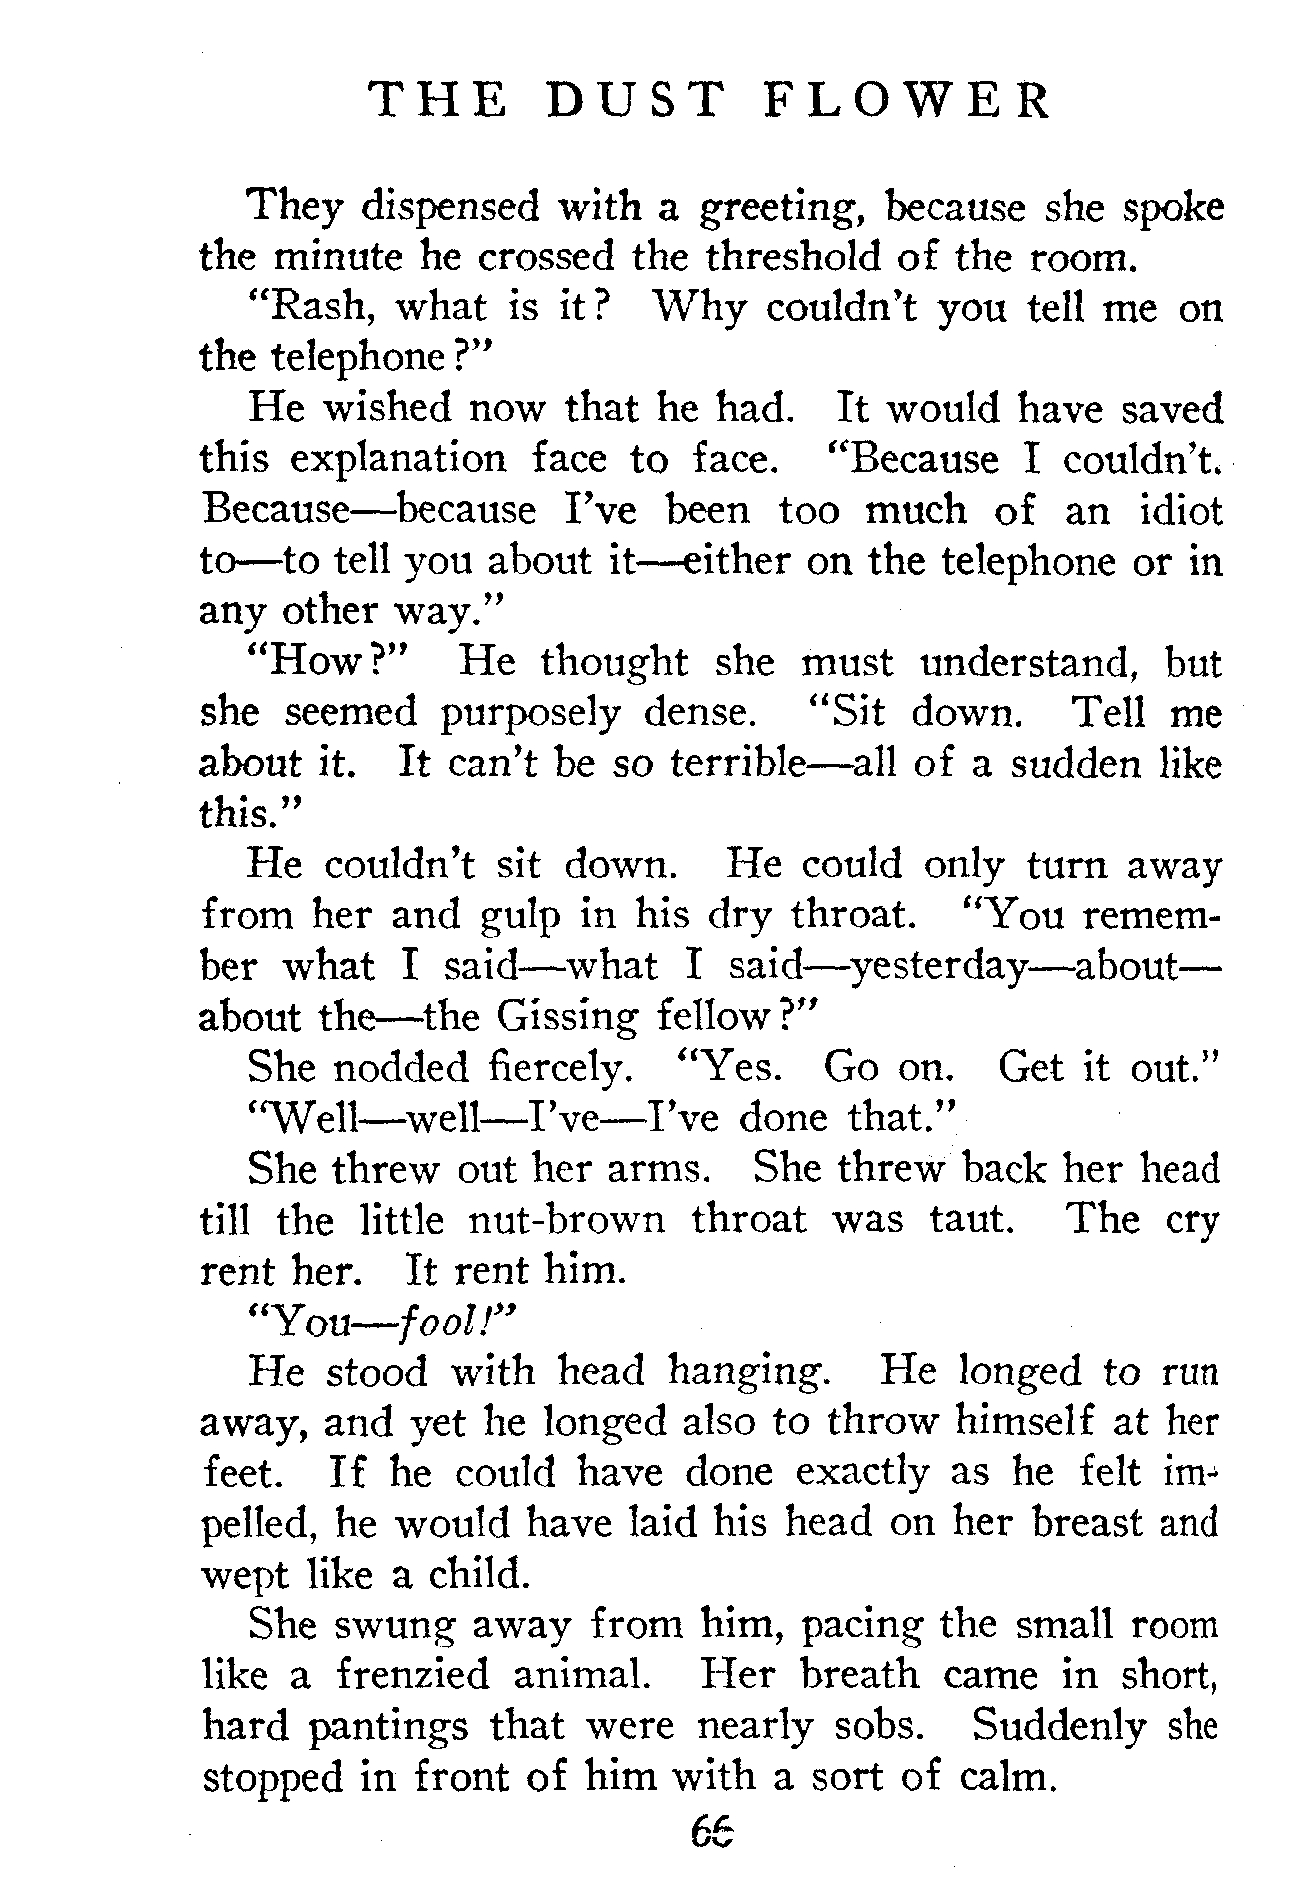 THE DUST FLOWER
They dispensed with a greeting, because she spoke
the minute he crossed the threshold of the room.
“Rash, what is it? Why couldn’t you tell me on
the telephone?”
He wished now that he had. It would have saved
this explanation face to face. “Because I couldn’t.
Because—because I’ve been too much of an idiot
to—to tell you about it—either on the telephone or in
any other way.”
“How?” He thought she must understand, but
she seemed purposely dense. “Sit down. Tell me
about it. It can’t be so terrible—all of a sudden like
this.”
He couldn’t sit down. He could only turn away
from her and gulp in his dry throat. “You remem-
ber what I said—what I said—yesterday—about—
about the—the Gissing fellow?”
She nodded fiercely. “Yes. Go on. Get it out.”
“Well—well—I’ve—I’ve done that.”
She threw out her arms. She threw back her head
till the little nut-brown throat was taut. The cry
rent her. It rent him.
“You—fool!”
He stood with head hanging. He longed to run
away, and yet he longed also to throw himself at her
feet. If he could have done exactly as he felt im-
pelled, he would have laid his head on her breast and
wept like a child.
She swung away from him, pacing the small room
like a frenzied animal. Her breath came in short,
hard pantings that were nearly sobs. Suddenly she
stopped in front of him with a sort of calm.
66